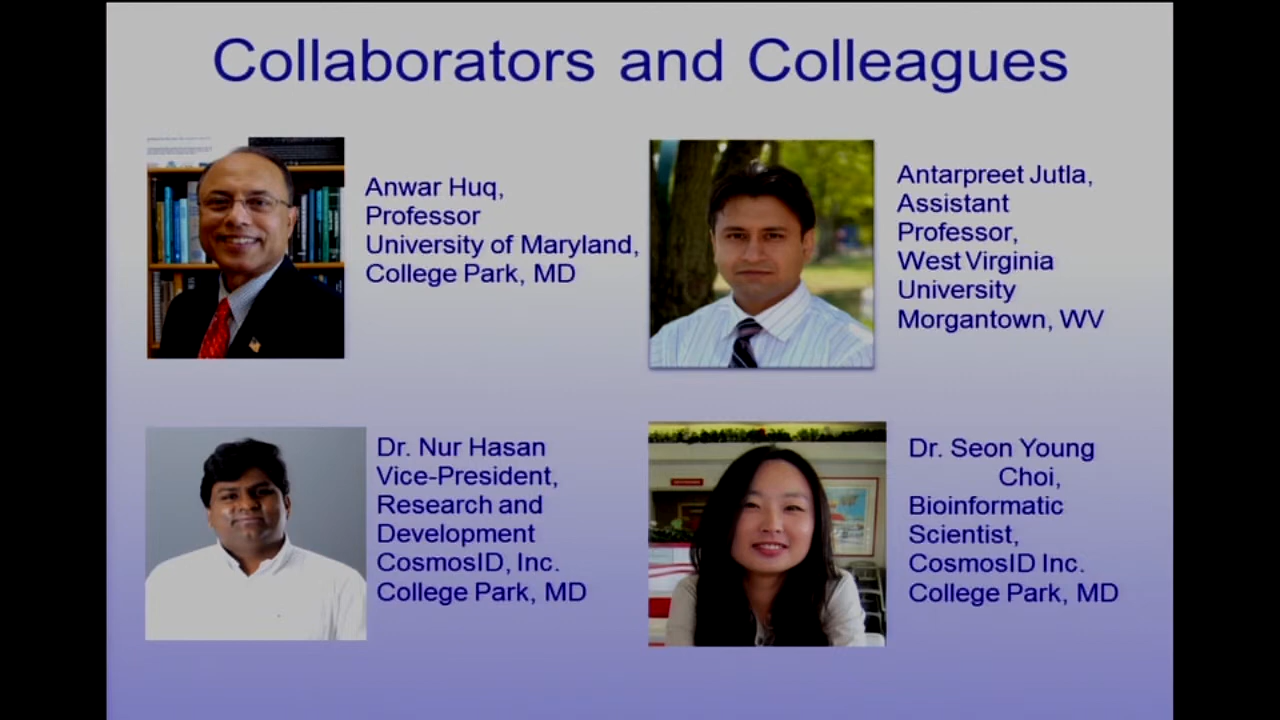 Collaborators and Colleagues
Anwar Huq,
Professor
University of Maryland,
College Park, MD
Antarpreet Jutla,
Assistant
Professor,
West Virginia
University
Morgantown, WV
Dr. Nur Hasan
Vice-President,
Research and
Development
CosmosID, Inc.
College Park, MD
Dr. Seon Young
Choi,
Bioinformatic
Scientist,
CosmosID Inc.
College Park, MD